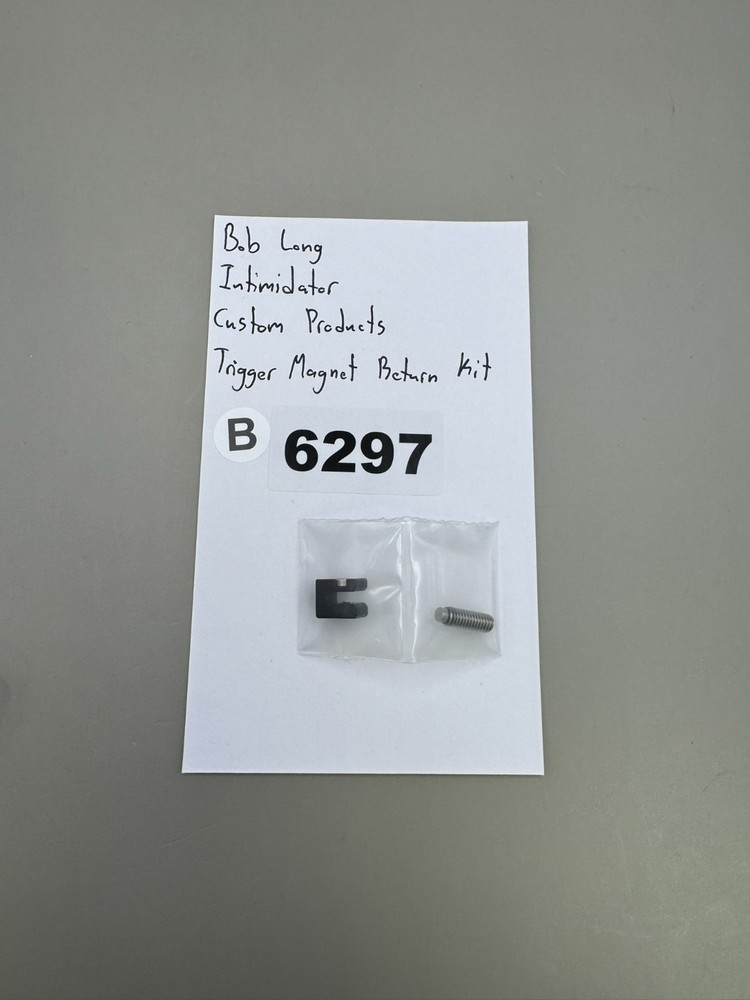 Bob Long
Intimidator
Custom Products
Trigger Magnet Return Kit
B 6297